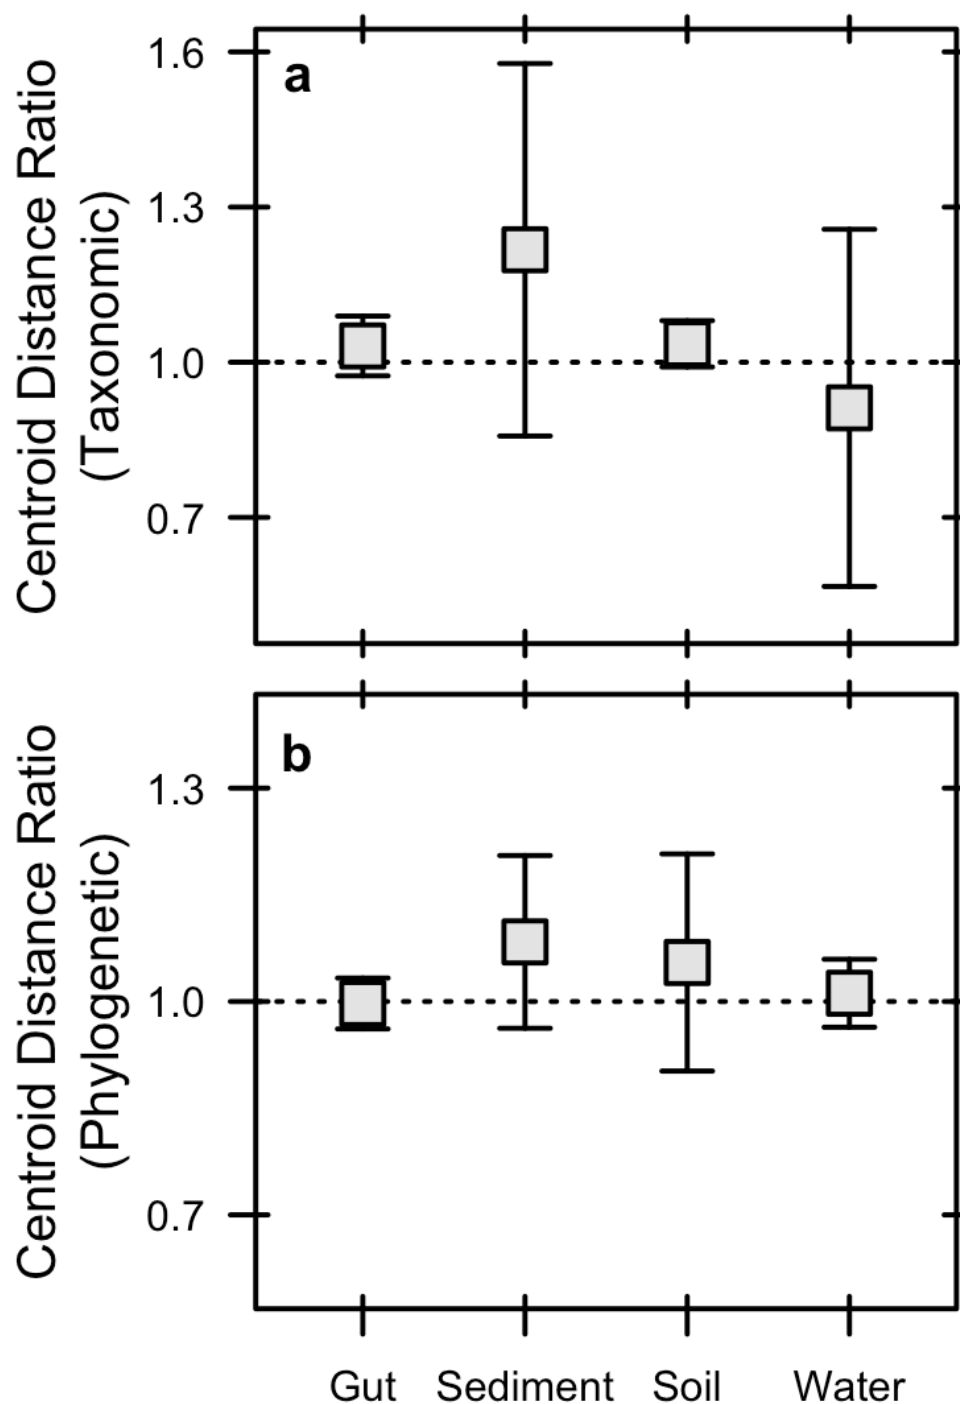 Centroid Distance Ratio
(Taxonomic)
a
1.6
1.3
1.0
0.7
Centroid Distance Ratio
(Phylogenetic)
b
1.3
1.0
0.7
Gut Sediment Soil Water